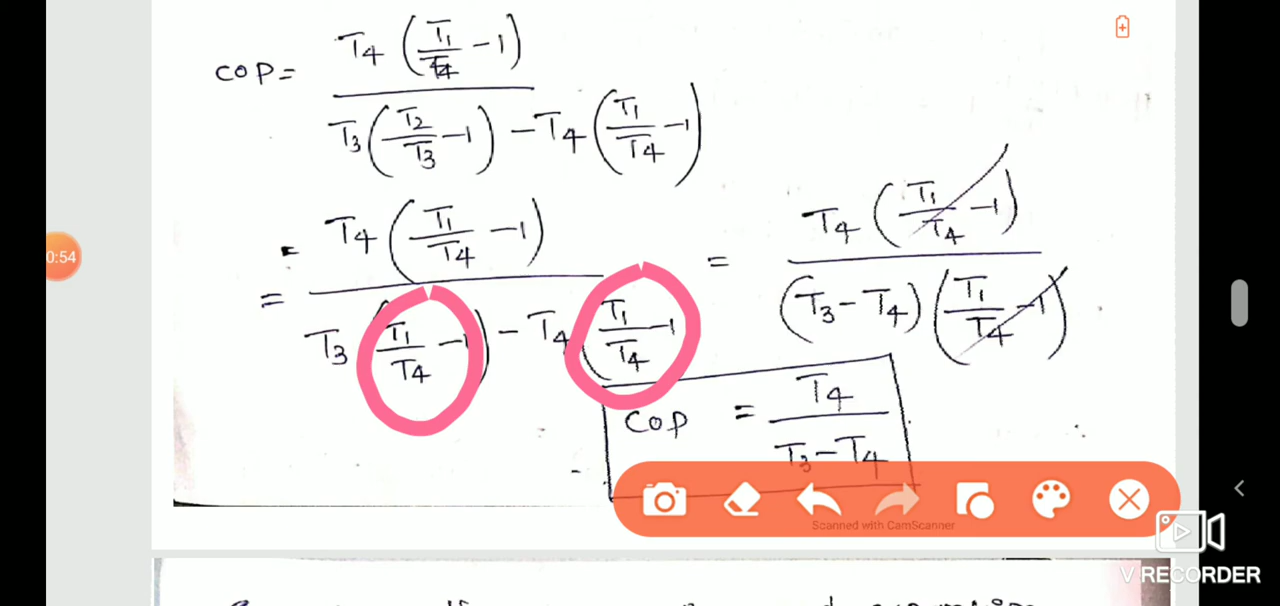 COP = T4 (T1/T4 - 1) / T3 (T2/T3 - 1) - T4 (T1/T4 - 1)
= T4 (T1/T4 - 1) / T3 (T1/T4 - 1) - T4 (T1/T4 - 1) = T4 (T1/T4 - 1) / (T3 - T4) (T1/T4 - 1)
0:54
COP = T4 / T3 - T4
Scanned with CamScanner
V RECORDER